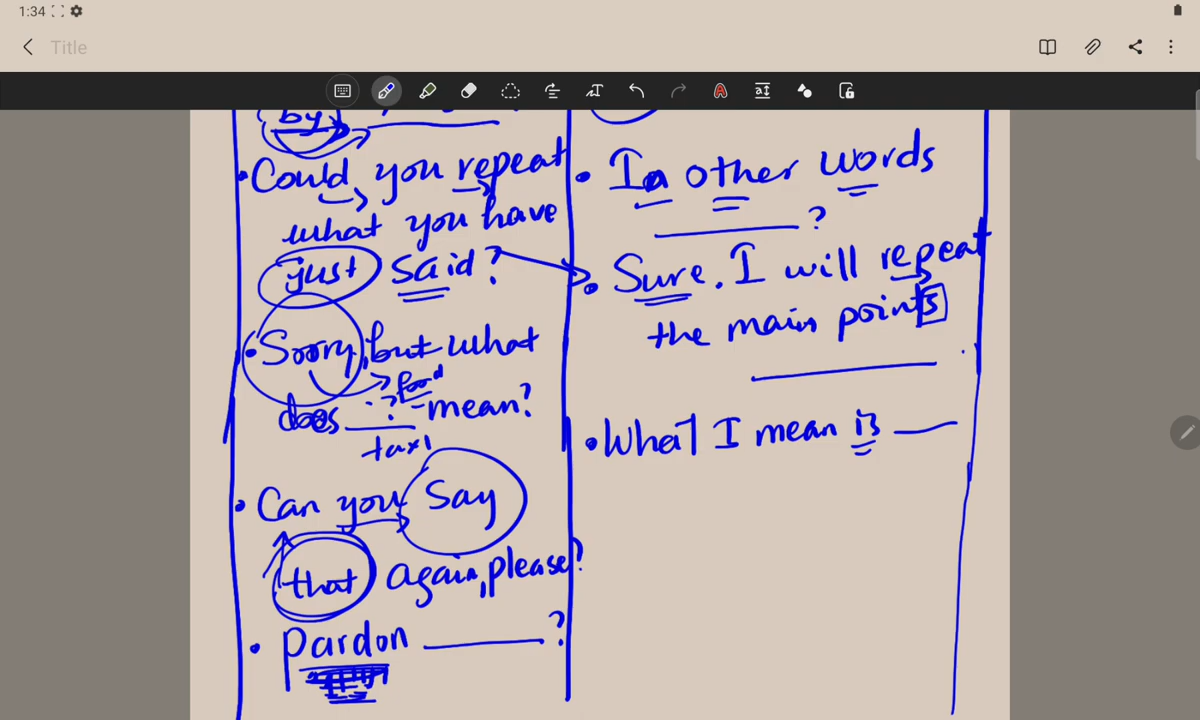 1:34
Title
by
• Could you repeat
what you have
just said?
• Sorry, but what
food
does ? mean?
taxi
• Can you say
that again, please?
• pardon ?
• In other words
?
• Sure. I will repeat
the main points
• What I mean is